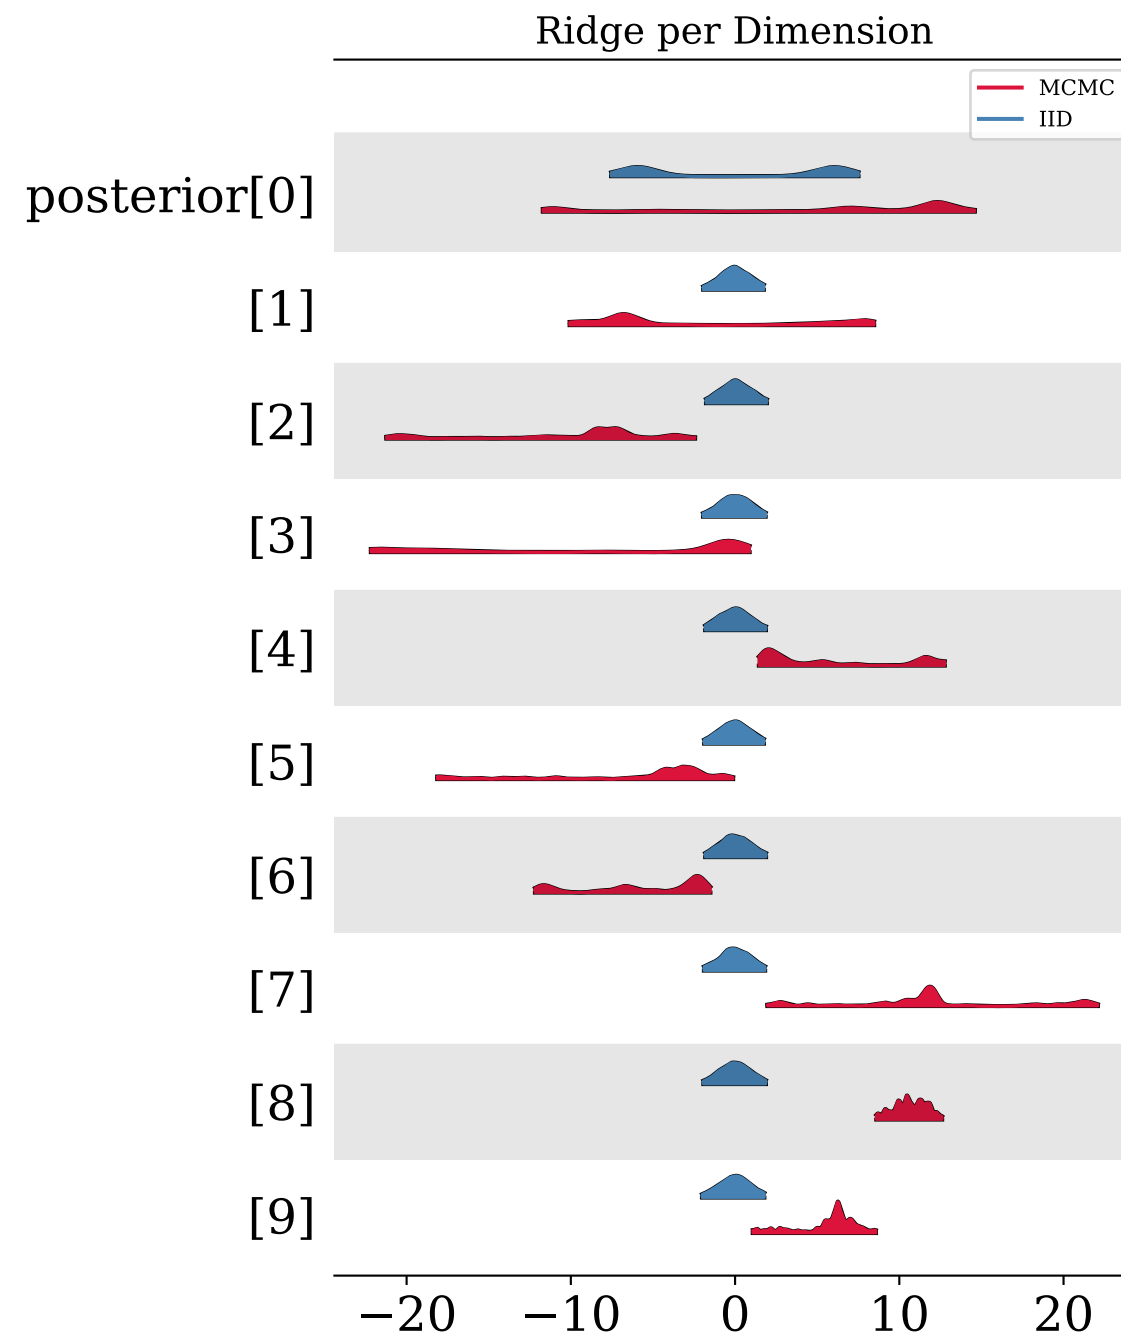 Ridge per Dimension
MCMC
IID
posterior[0]
[1]
[2]
[3]
[4]
[5]
[6]
[7]
[8]
[9]
−20 −10 0 10 20